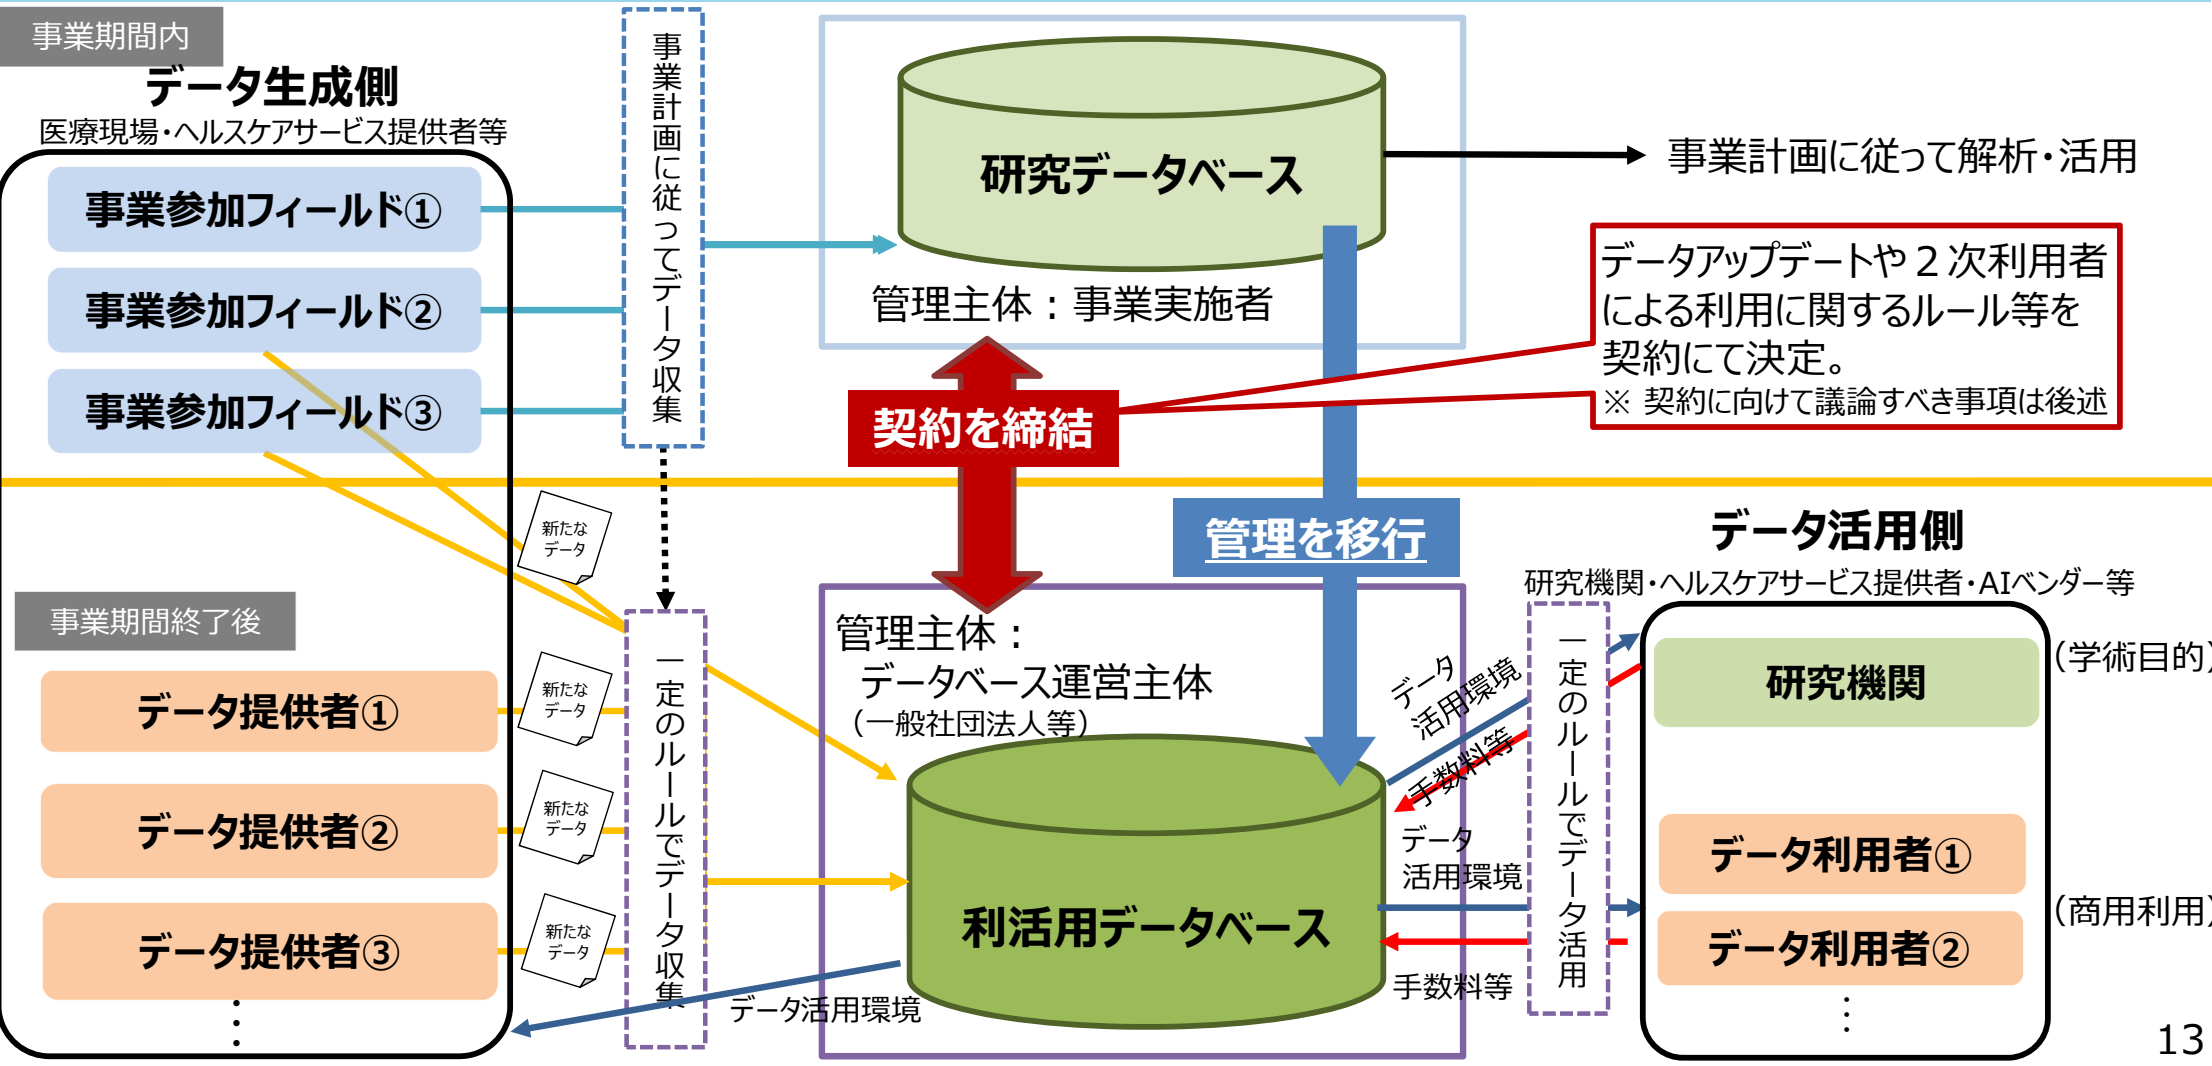 事業期間内
データ生成側
医療現場・ヘルスケアサービス提供者等
事業参加フィールド①
事業参加フィールド②
事業参加フィールド③
事業計画に従ってデータ収集
研究データベース
管理主体：事業実施者
事業計画に従って解析・活用
データアップデートや２次利用者
による利用に関するルール等を
契約にて決定。
※ 契約に向けて議論すべき事項は後述
契約を締結
管理を移行
事業期間終了後
新たな
データ
データ提供者①
新たな
データ
データ提供者②
新たな
データ
データ提供者③
新たな
データ
⋮
一定のルールでデータ収集
管理主体：
データベース運営主体
（一般社団法人等）
利活用データベース
データ活用環境
データ
活用環境
手数料等
データ
活用環境
手数料等
一定のルールでデータ活用
データ活用側
研究機関・ヘルスケアサービス提供者・AIベンダー等
研究機関
（学術目的）
データ利用者①
データ利用者②
（商用利用）
⋮
13